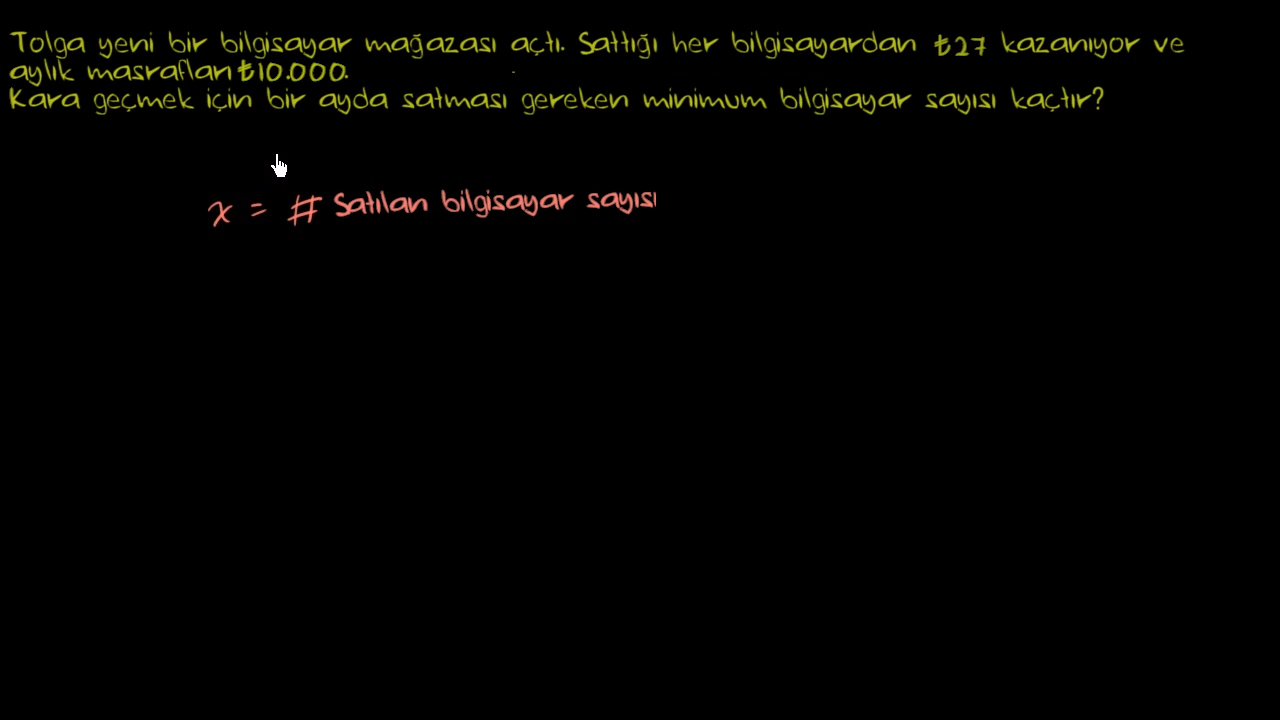 Tolga yeni bir bilgisayar mağazası açtı. Sattığı her bilgisayardan ₺27 kazanıyor ve
aylık masrafları ₺10.000.
Kara geçmek için bir ayda satması gereken minimum bilgisayar sayısı kaçtır?
x = # Satılan bilgisayar sayısı